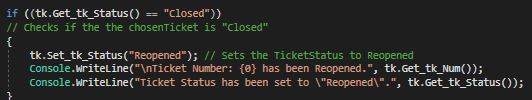 if ((tk.Get_tk_Status() == "Closed"))
// Checks if the the chosenTicket is "Closed"
{
tk.Set_tk_Status("Reopened"); // Sets the TicketStatus to Reopened
Console.WriteLine("\nTicket Number: {0} has been Reopened.", tk.Get_tk_Num());
Console.WriteLine("Ticket Status has been set to \"Reopened\".", tk.Get_tk_Status());
}